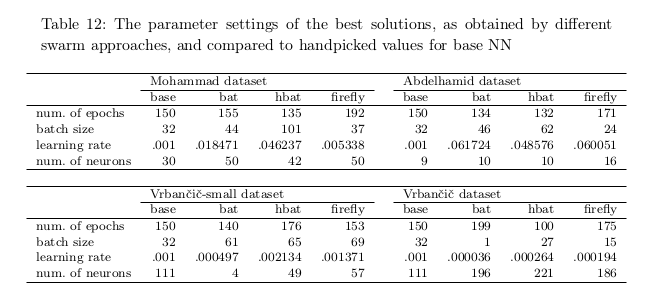 Table 12: The parameter settings of the best solutions, as obtained by different
swarm approaches, and compared to handpicked values for base NN
Mohammad dataset Abdelhamid dataset
base bat hbat firefly base bat hbat firefly
num. of epochs 150 155 135 192 150 134 132 171
batch size 32 44 101 37 32 46 62 24
learning rate .001 .018471 .046237 .005338 .001 .061724 .048576 .060051
num. of neurons 30 50 42 50 9 10 10 16
Vrbančič-small dataset Vrbančič dataset
base bat hbat firefly base bat hbat firefly
num. of epochs 150 140 176 153 150 199 100 175
batch size 32 61 65 69 32 1 27 15
learning rate .001 .000497 .002134 .001371 .001 .000036 .000264 .000194
num. of neurons 111 4 49 57 111 196 221 186